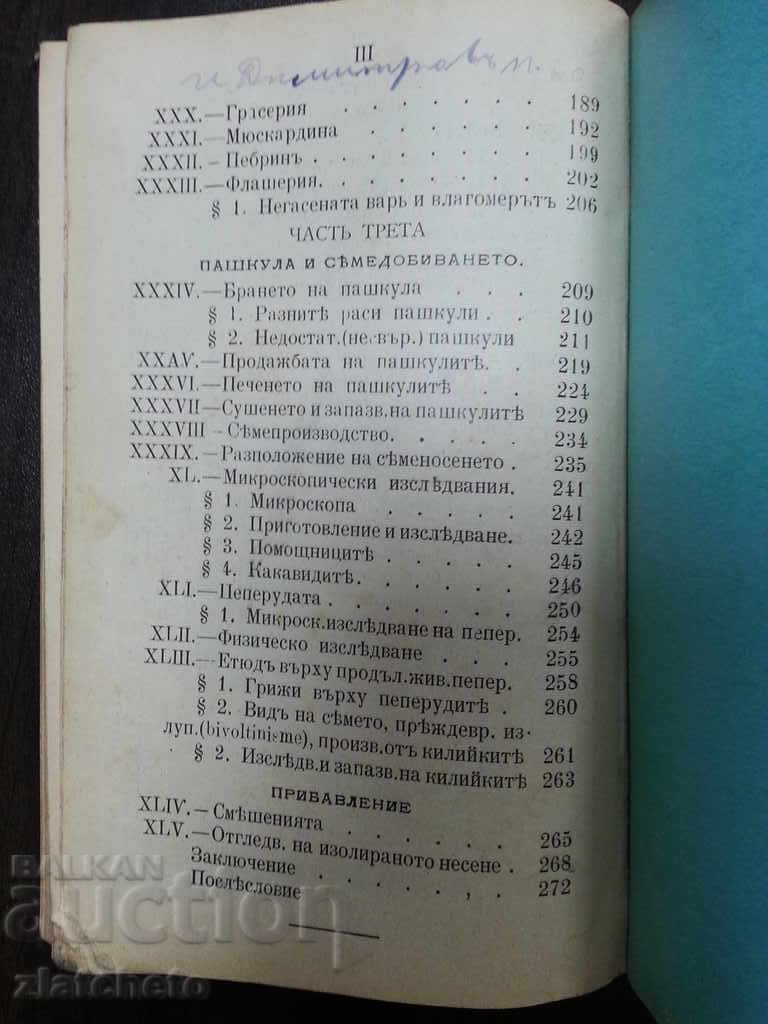 III
и Димитровъ п.
XXX.—Грасерия . . . . . . . 189
XXXI.—Мюскардина . . . . . . 192
XXXII.-Пебринъ . . . . . . . 199
XXXIII.—Флашерия. . . . . . . 202
§ 1. Негасената варь и влагомерътъ 206
ЧАСТЬ ТРЕТА
ПАШКУЛА И СѢМЕДОБИВАНЕТО.
XXXIV.—Брането на пашкула . . . 209
§ 1. Разнитѣ раси пашкули . . 210
§ 2. Недостат.(несвър.) пашкули 211
XXAV.—Продажбата на пашкулитѣ. . . 219
XXXVI.—Печенето на пашкулитѣ . . 224
XXXVII—Сушенето и запазв.на пашкулитѣ 229
XXXVIII—Сѣмепроизводство. . . . . 234
XXXIX.—Разположение на сѣменосенето . 235
XL.—Микроскопически изслѣдвания. 241
§ 1. Микроскопа . . . . . 241
§ 2. Приготовление и изслѣдване. 242
§ 3. Помощницитѣ . . . . . 245
§ 4. Какавидитѣ. . . . . . 246
XLI.—Пеперудата . . . . . . . 250
§ 1. Микроск.изслѣдване на пепер. 254
XLII.—Физическо изслѣдване . . . 255
XLIII.—Етюдъ върху продъл.жив.пепер. 258
§ 1. Грижи върху пеперудитѣ . 260
§ 2. Видъ на сѣмето, прѣждевр. из-
луп.(bivoltinisme), произв.отъ килийкитѣ 261
§ 2. Изслѣдв.и запазв.на килийкитѣ 263
ПРИБАВЛЕНИЕ
XLIV.—Смѣшенията . . . . . . 265
XLV.—Отгледв. на изолираното несене . 268
Заключение . . . . . .
Послѣсловие . . . . , . 272
BALKAN
auction
zlatcheto